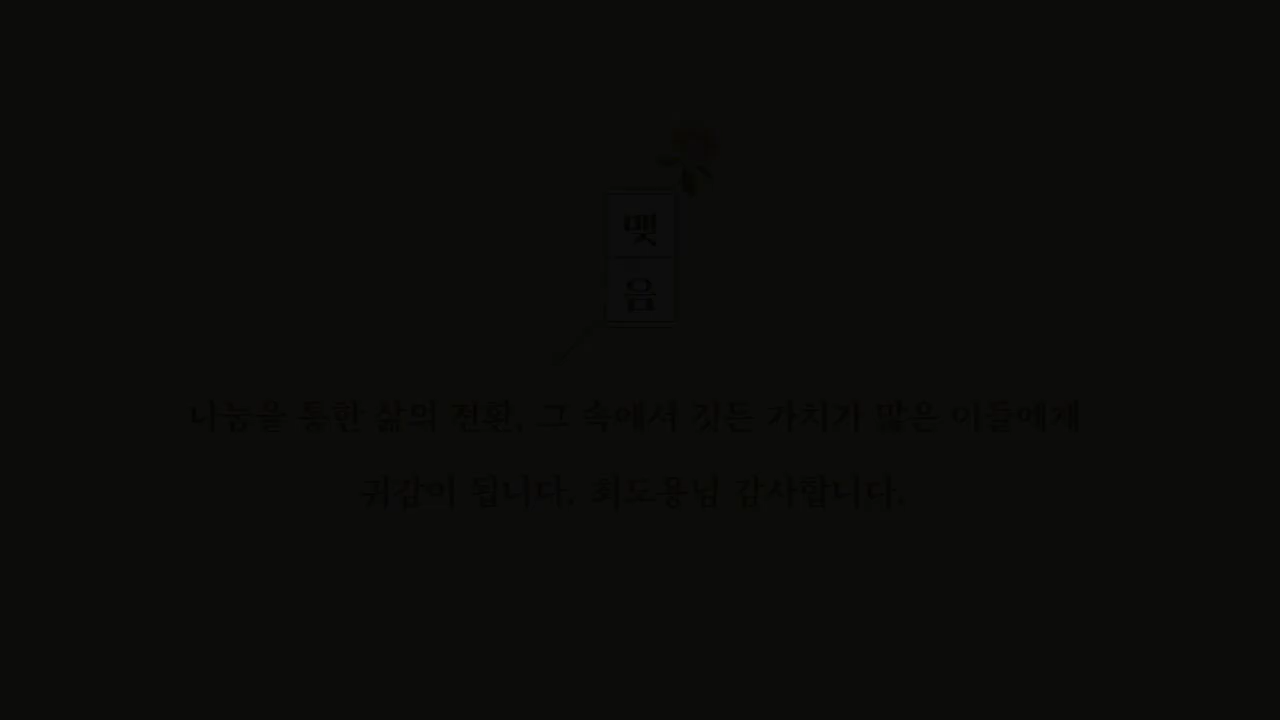 맺
음
나눔을 통한 삶의 전환, 그 속에서 깃든 가치가 많은 이들에게
귀감이 됩니다. 최도용님 감사합니다.